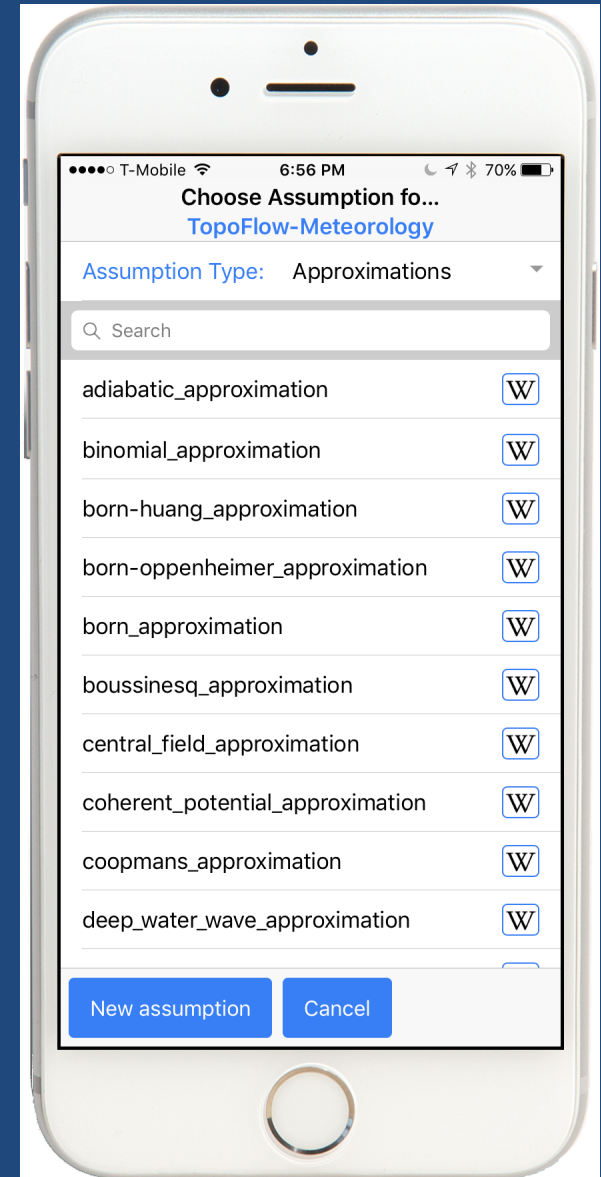 T-Mobile 6:56 PM 70%
Choose Assumption fo...
TopoFlow-Meteorology
Assumption Type: Approximations
Search
adiabatic_approximation W
binomial_approximation W
born-huang_approximation W
born-oppenheimer_approximation W
born_approximation W
boussinesq_approximation W
central_field_approximation W
coherent_potential_approximation W
coopmans_approximation W
deep_water_wave_approximation W
New assumption Cancel